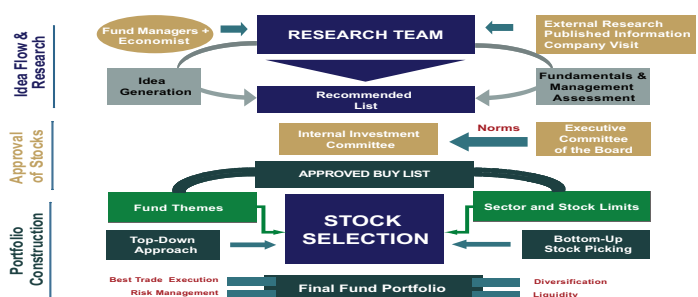 Idea Flow &
Research
Fund Managers +
Economist
RESEARCH TEAM
External Research
Published Information
Company Visit
Idea
Generation
Recommended
List
Fundamentals &
Management
Assessment
Approval
of Stocks
Internal Investment
Committee
Norms
Executive
Committee
of the Board
APPROVED BUY LIST
Portfolio
Construction
Fund Themes
STOCK
SELECTION
Sector and Stock Limits
Top-Down
Approach
Bottom-Up
Stock Picking
Best Trade Execution
Risk Management
Final Fund Portfolio
Diversification
Liquidity